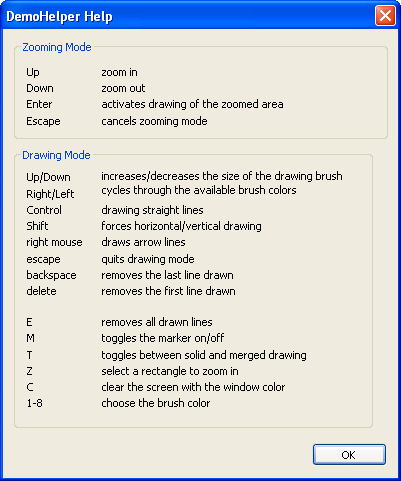 DemoHelper Help
Zooming Mode
Up zoom in
Down zoom out
Enter activates drawing of the zoomed area
Escape cancels zooming mode
Drawing Mode
Up/Down increases/decreases the size of the drawing brush
Right/Left cycles through the available brush colors
Control drawing straight lines
Shift forces horizontal/vertical drawing
right mouse draws arrow lines
escape quits drawing mode
backspace removes the last line drawn
delete removes the first line drawn
E removes all drawn lines
M toggles the marker on/off
T toggles between solid and merged drawing
Z select a rectangle to zoom in
C clear the screen with the window color
1-8 choose the brush color
OK